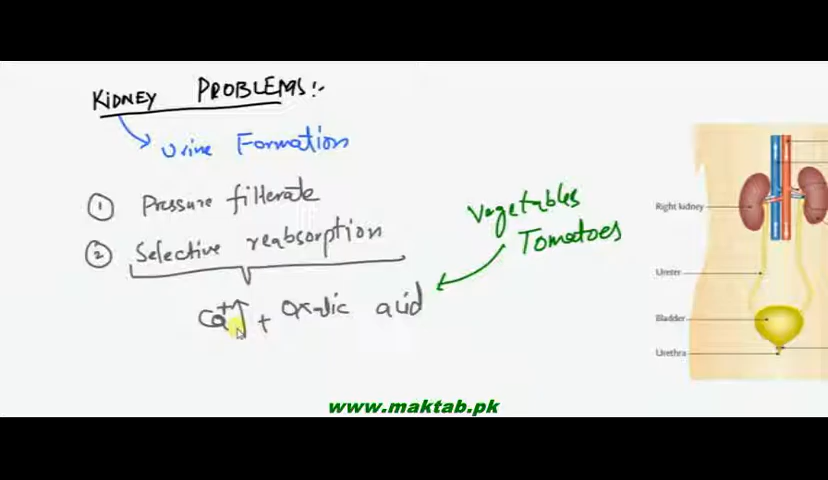 KIDNEY PROBLEMS:-
Urine Formation
① Pressure filterate
② Selective reabsorption
Ca⁺↑ + Oxalic acid
Vegetables
Tomatoes
Right kidney
Ureter
Bladder
Urethra
www.maktab.pk